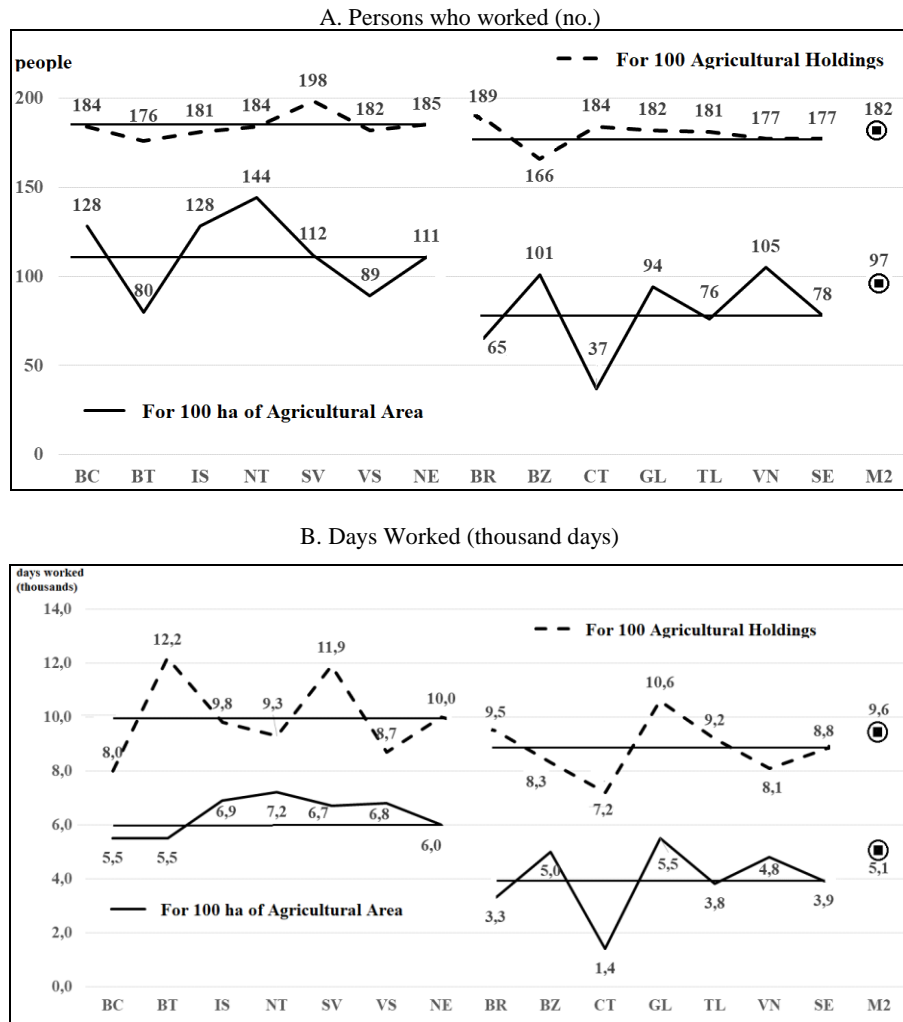 A. Persons who worked (no.)
people
For 100 Agricultural Holdings
200
184 176 181 184 198 182 185 189 166 184 182 181 177 177 182
150
128 80 128 144 112 89 111 65 101 37 94 76 105 78 97
100
50
For 100 ha of Agricultural Area
0
BC BT IS NT SV VS NE BR BZ CT GL TL VN SE M2
B. Days Worked (thousand days)
days worked
(thousands)
14,0
For 100 Agricultural Holdings
12,0
8,0 12,2 9,8 9,3 11,9 8,7 10,0 9,5 8,3 7,2 10,6 9,2 8,1 8,8 9,6
10,0
8,0
6,0
5,5 5,5 6,9 7,2 6,7 6,8 6,0 3,3 5,0 1,4 5,5 3,8 4,8 3,9 5,1
4,0
For 100 ha of Agricultural Area
2,0
0,0
BC BT IS NT SV VS NE BR BZ CT GL TL VN SE M2